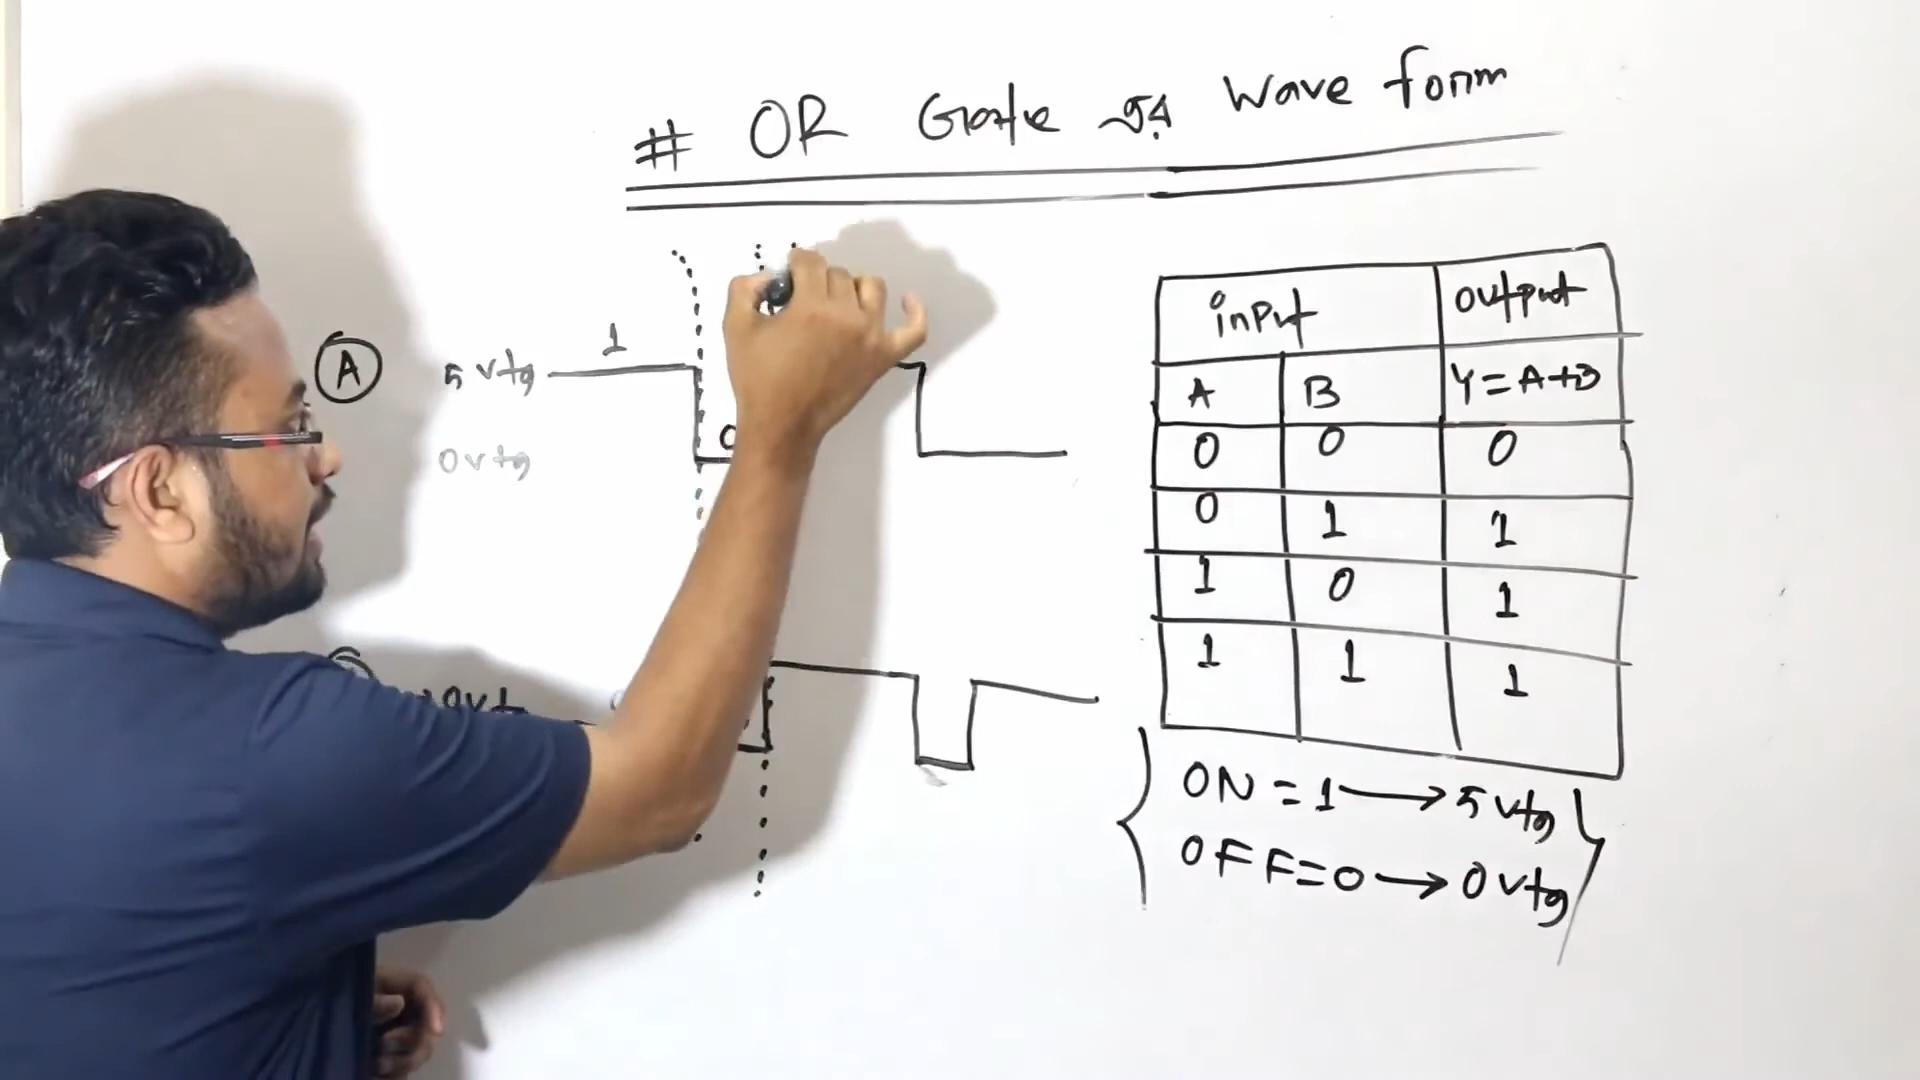 # OR Gate এর Wave form
A 5 vtg 1
0 vtg 0
input output
A B Y = A+B
0 0 0
0 1 1
1 0 1
1 1 1
ON = 1 → 5 vtg
OFF = 0 → 0 vtg